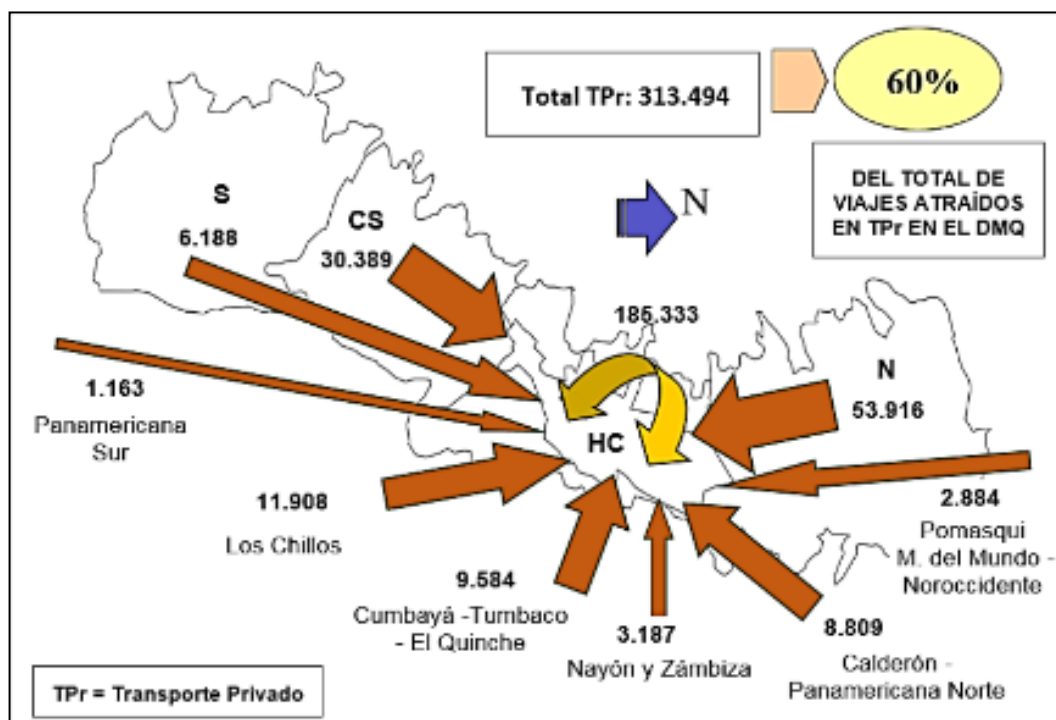 Total TPr: 313.494
60%
DEL TOTAL DE
VIAJES ATRAÍDOS
EN TPr EN EL DMQ
N
S
6.188
CS
30.389
185.333
N
53.916
HC
1.163
Panamericana
Sur
11.908
Los Chillos
9.584
Cumbayá -Tumbaco
- El Quinche
3.187
Nayón y Zámbiza
8.809
Calderón -
Panamericana Norte
2.884
Pomasqui
M. del Mundo -
Noroccidente
TPr = Transporte Privado